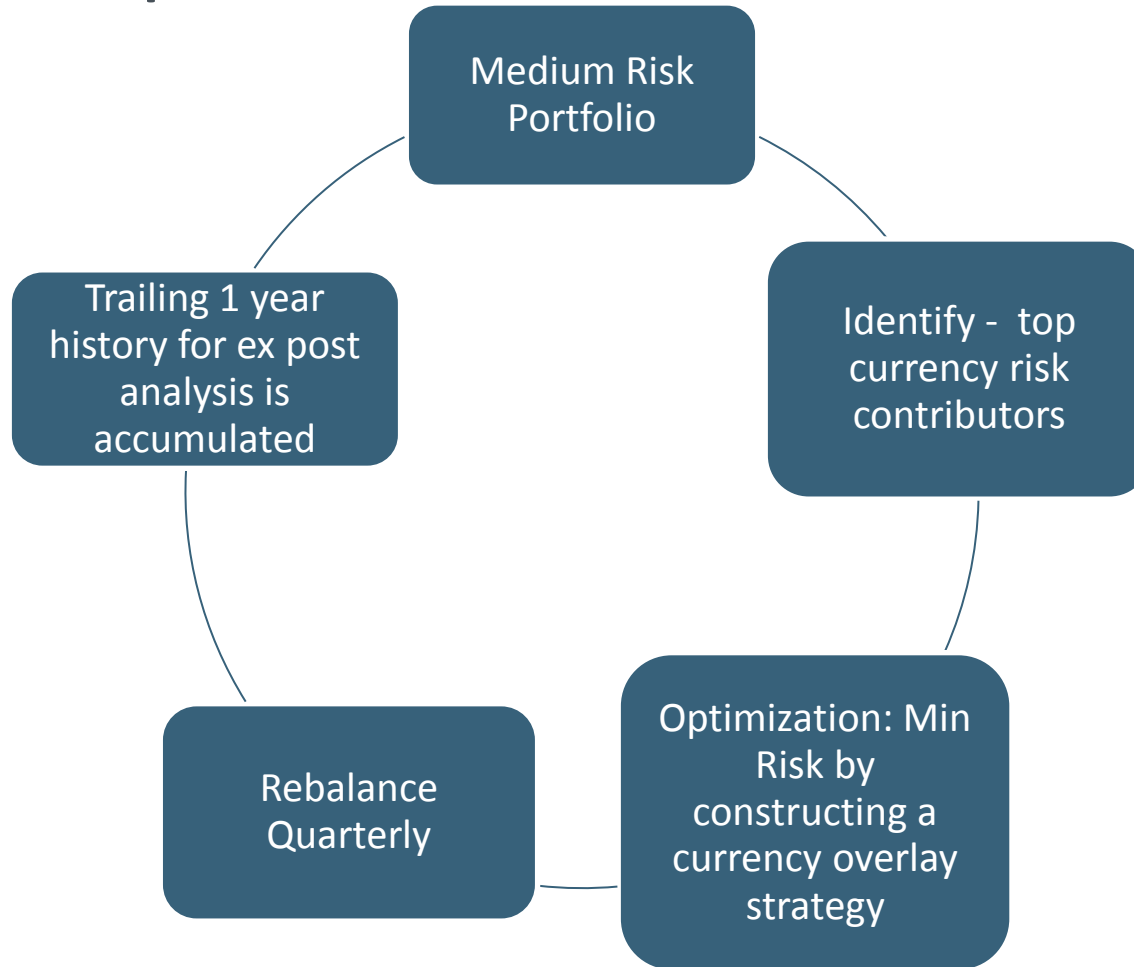 Medium Risk
Portfolio
Identify -  top
currency risk
contributors
Optimization: Min
Risk by
constructing a
currency overlay
strategy
Rebalance
Quarterly
Trailing 1 year
history for ex post
analysis is
accumulated